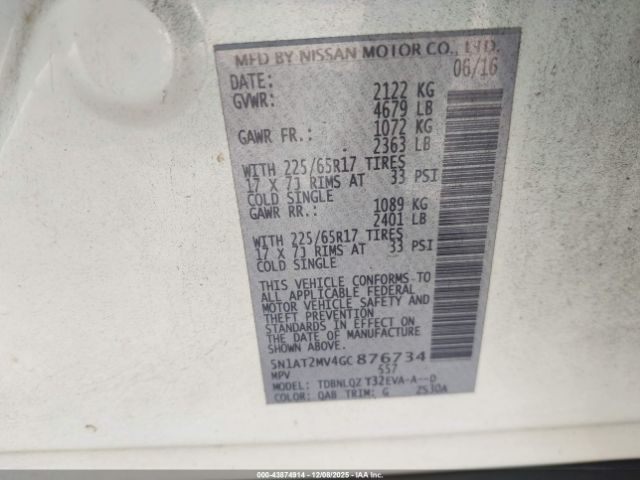 MFD BY NISSAN MOTOR CO., LTD.
DATE: 06/16
GVWR: 2122 KG
4679 LB
GAWR FR.: 1072 KG
2363 LB
WITH 225/65R17 TIRES
17 X 7J RIMS AT 33 PSI
COLD SINGLE
GAWR RR.: 1089 KG
2401 LB
WITH 225/65R17 TIRES
17 X 7J RIMS AT 33 PSI
COLD SINGLE
THIS VEHICLE CONFORMS TO
ALL APPLICABLE FEDERAL
MOTOR VEHICLE SAFETY AND
THEFT PREVENTION
STANDARDS IN EFFECT ON
THE DATE OF MANUFACTURE
SHOWN ABOVE.
5N1AT2MV4GC876734
MPV 557
MODEL: TDBNLQZ T32EVA-A--D
COLOR: QAB TRIM: G 2530A
000-43874914 - 12/08/2025 - IAAI-ACTC